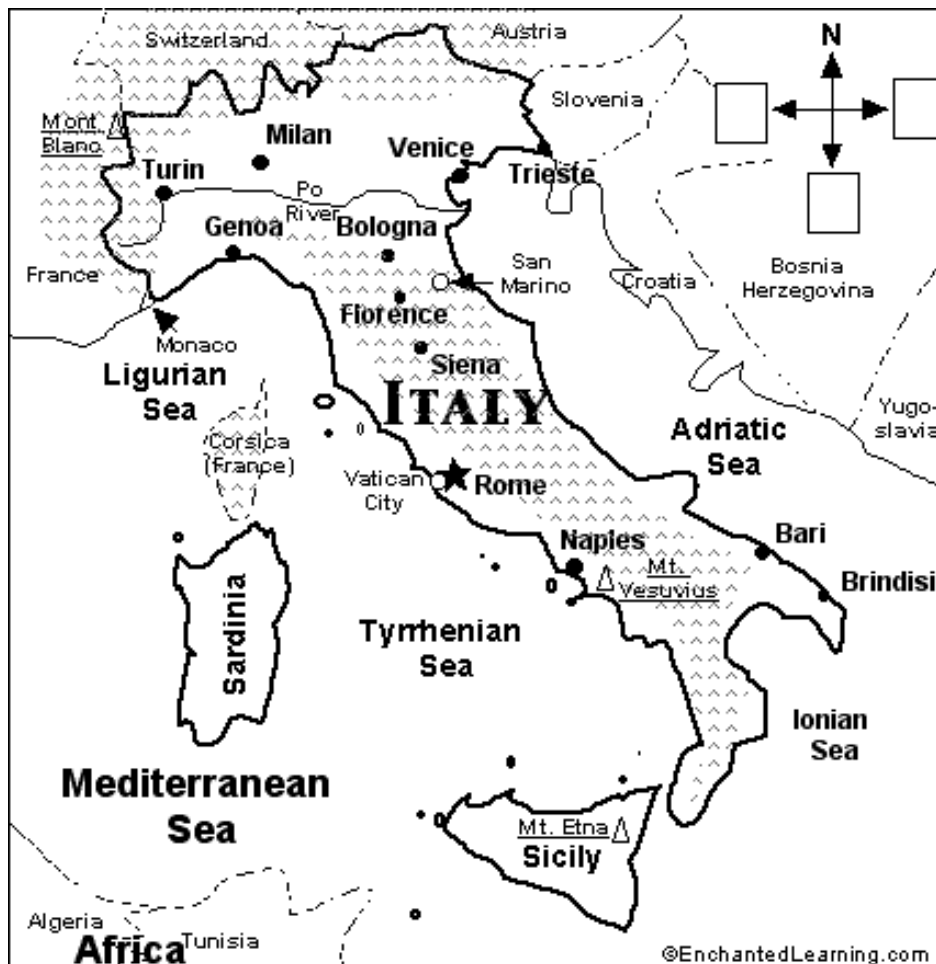 Switzerland
Austria
N
Slovenia
Mont
Blanc
Milan
Venice
Trieste
Turin
Po
River
Genoa
Bologna
San
Marino
France
Croatia
Bosnia
Herzegovina
Florence
Monaco
Siena
Ligurian
Sea
ITALY
Yugo-
slavia
Adriatic
Sea
Corsica
(France)
Vatican
City
Rome
Naples
Bari
Mt.
Vesuvius
Brindisi
Sardinia
Tyrrhenian
Sea
Ionian
Sea
Mediterranean
Sea
Mt. Etna
Sicily
Algeria
Tunisia
Africa
©EnchantedLearning.com